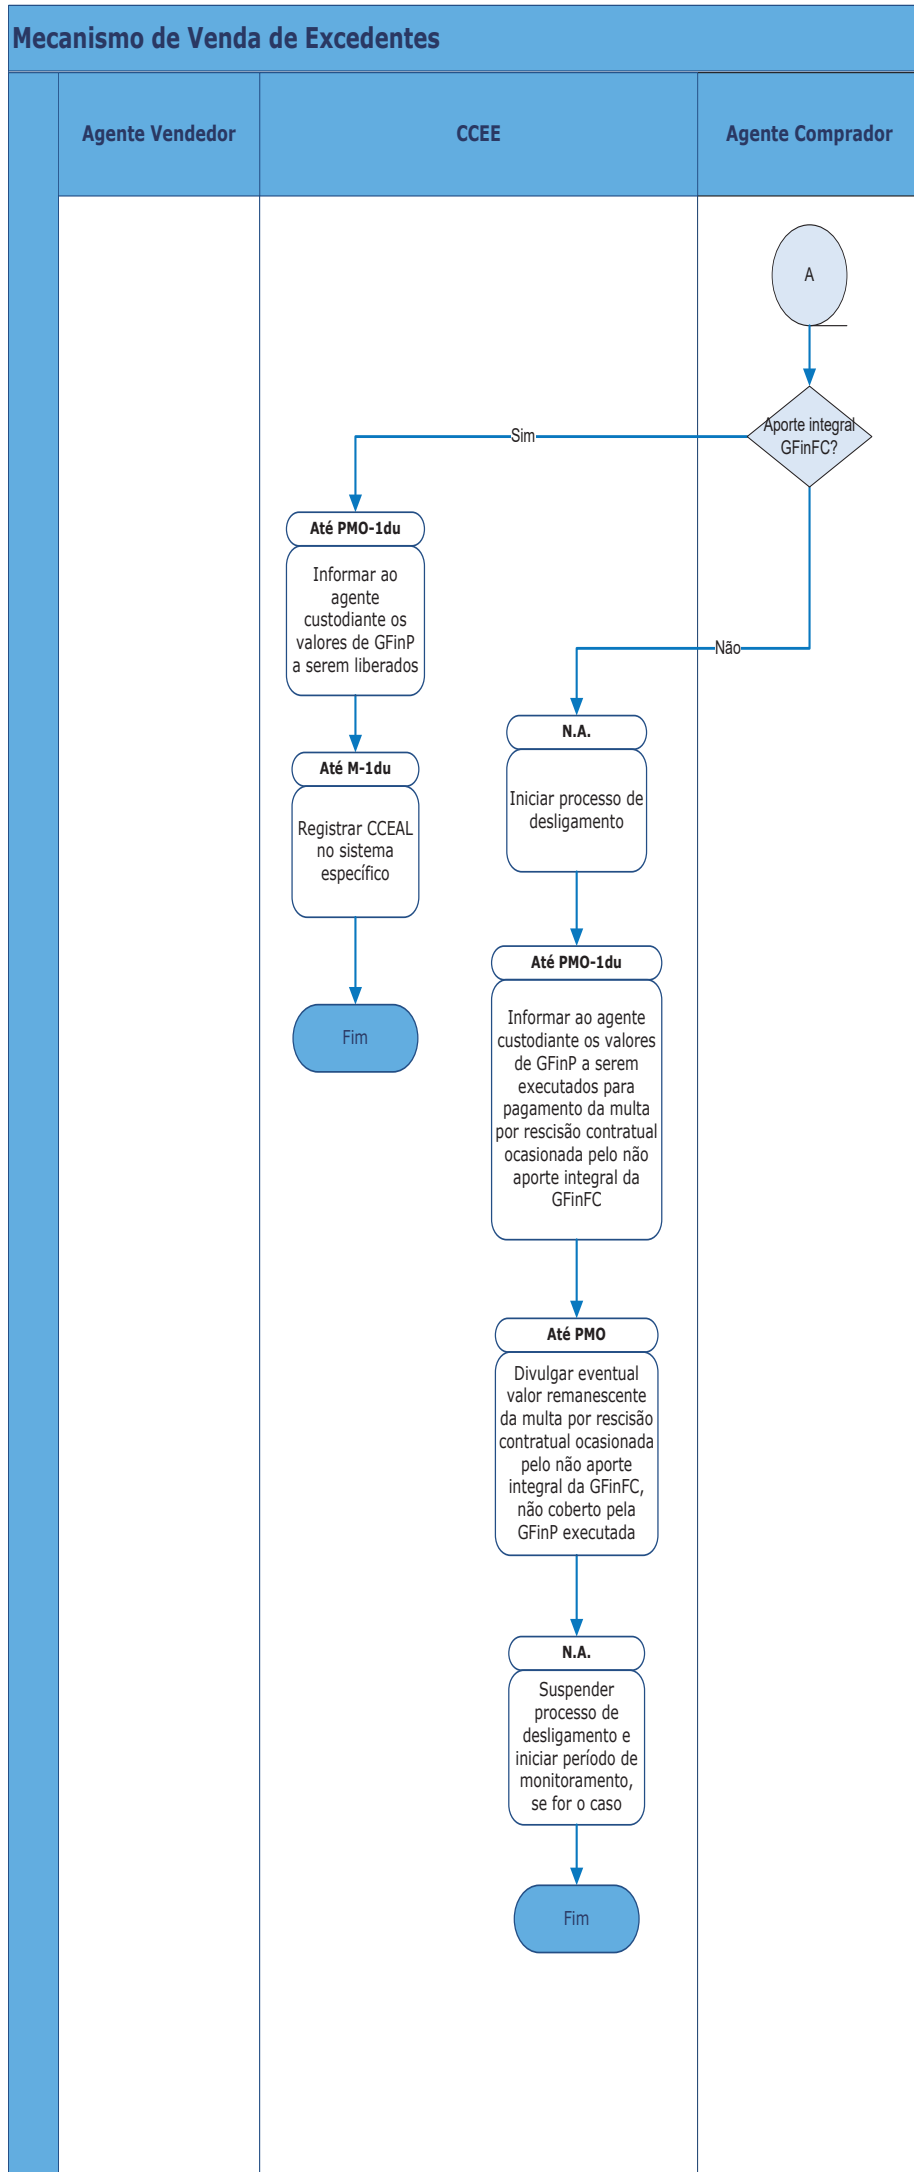 Mecanismo de Venda de Excedentes
Agente Vendedor
CCEE
Agente Comprador
A
Aporte integral
GFinFC?
Sim
Até PMO-1du
Informar ao
agente
custodiante os
valores de GFinP
a serem liberados
Até M-1du
Registrar CCEAL
no sistema
específico
Fim
Não
N.A.
Iniciar processo de
desligamento
Até PMO-1du
Informar ao agente
custodiante os valores
de GFinP a serem
executados para
pagamento da multa
por rescisão contratual
ocasionada pelo não
aporte integral da
GFinFC
Até PMO
Divulgar eventual
valor remanescente
da multa por rescisão
contratual ocasionada
pelo não aporte
integral da GFinFC,
não coberto pela
GFinP executada
N.A.
Suspender
processo de
desligamento e
iniciar período de
monitoramento,
se for o caso
Fim